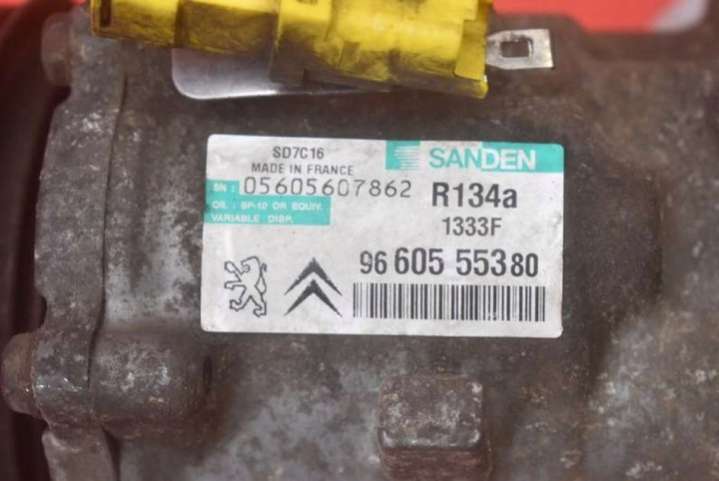 SD7C16
MADE IN FRANCE
SANDEN
SN : 05605607862
OIL : SP-10 OR EQUIV.
VARIABLE DISP.
R134a
1333F
96 605 553 80